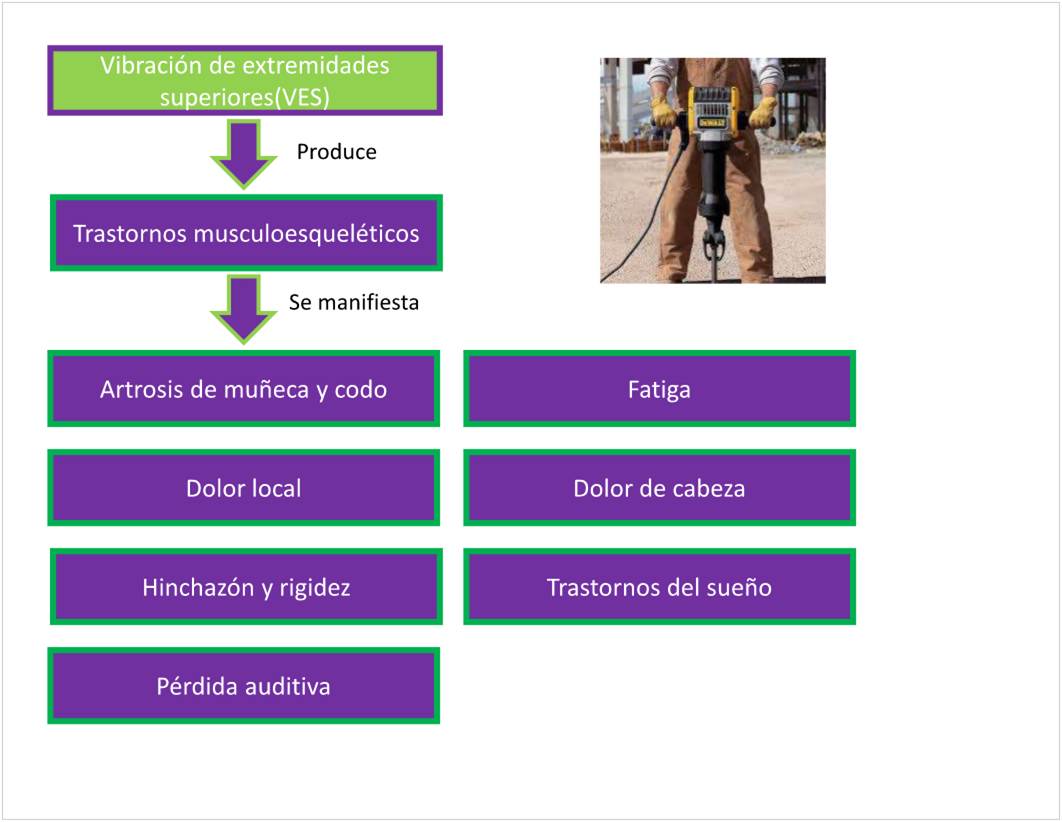 Vibración de extremidades
superiores(VES)
Produce
DEWALT
Trastornos musculoesqueléticos
Se manifiesta
Artrosis de muñeca y codo
Fatiga
Dolor local
Dolor de cabeza
Hinchazón y rigidez
Trastornos del sueño
Pérdida auditiva